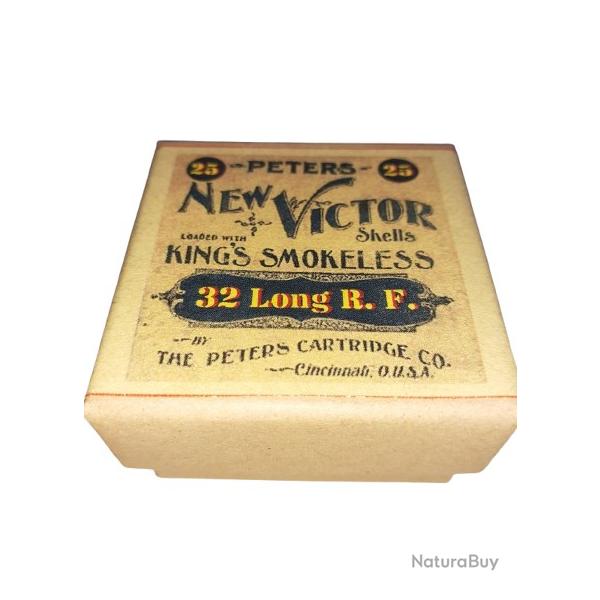 25 - PETERS - 25
NEW VICTOR
LOADED WITH Shells
KING'S SMOKELESS
32 Long R. F.
BY
THE PETERS CARTRIDGE CO.
Cincinnati, O.U.S.A.
NaturaBuy